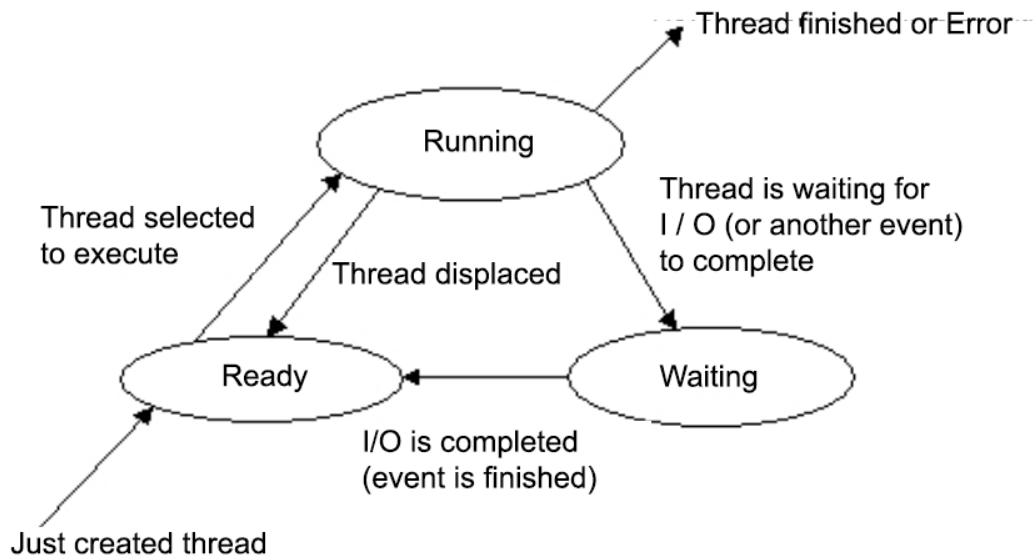 Thread finished or Error
Running
Thread selected
to execute
Thread is waiting for
I / O (or another event)
to complete
Thread displaced
Ready
Waiting
I/O is completed
(event is finished)
Just created thread